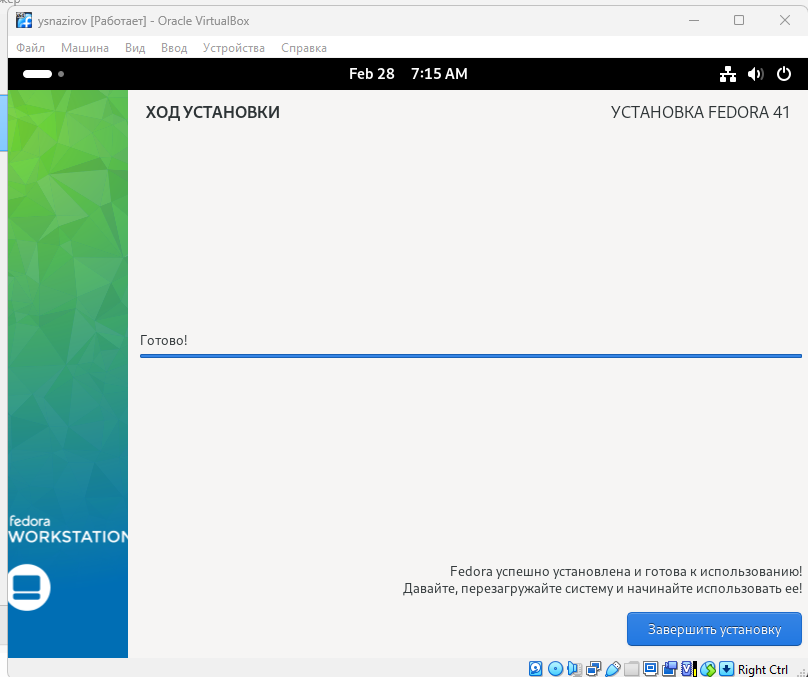 ysnazirov [Работает] - Oracle VirtualBox
Файл Машина Вид Ввод Устройства Справка
Feb 28 7:15 AM
ХОД УСТАНОВКИ
УСТАНОВКА FEDORA 41
Готово!
fedora
WORKSTATION
Fedora успешно установлена и готова к использованию!
Давайте, перезагружайте систему и начинайте использовать ее!
Завершить установку
Right Ctrl